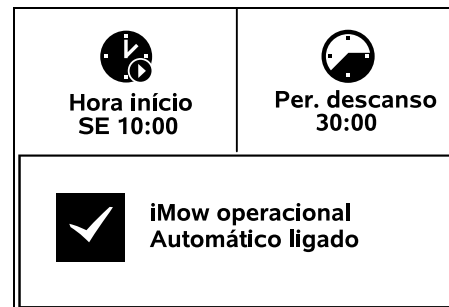 Hora início
SE 10:00
Per. descanso
30:00
iMow operacional
Automático ligado